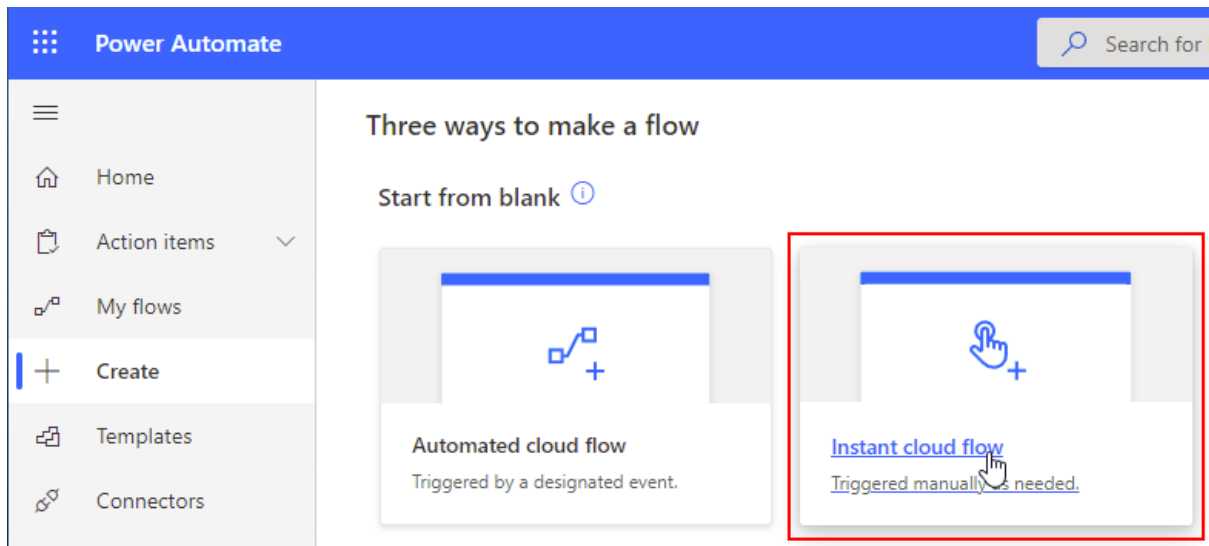 Power Automate
Search for
Three ways to make a flow
Home
Start from blank
Action items
My flows
Create
Automated cloud flow
Triggered by a designated event.
Instant cloud flow
Triggered manually as needed.
Templates
Connectors